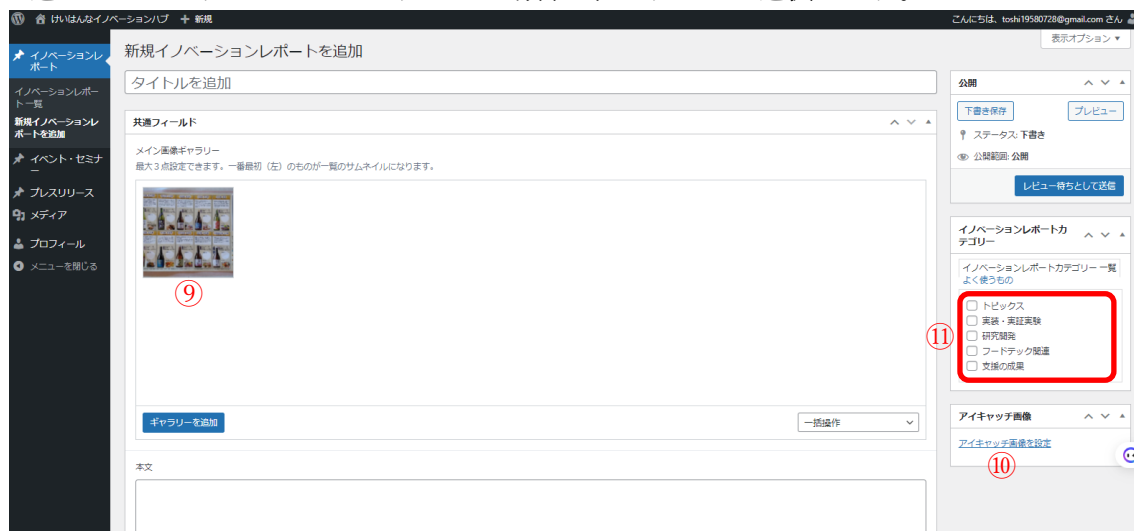 けいはんなイノベーションハブ
新規
こんにちは、toshi19580728@gmail.com さん
表示オプション ▼
イノベーションレポート
イノベーションレポート一覧
新規イノベーションレポートを追加
イベント・セミナー
プレスリリース
メディア
プロフィール
メニューを閉じる
新規イノベーションレポートを追加
タイトルを追加
共通フィールド
メイン画像ギャラリー
最大3点設定できます。一番最初（左）のものが一覧のサムネイルになります。
⑨
ギャラリーを追加
一括操作
本文
公開
下書き保存
プレビュー
ステータス: 下書き
公開範囲: 公開
レビュー待ちとして送信
イノベーションレポートカ
テゴリー
イノベーションレポートカテゴリー 一覧
よく使うもの
⑪
トピックス
実装・実証実験
研究開発
フードテック関連
支援の成果
アイキャッチ画像
アイキャッチ画像を設定
⑩